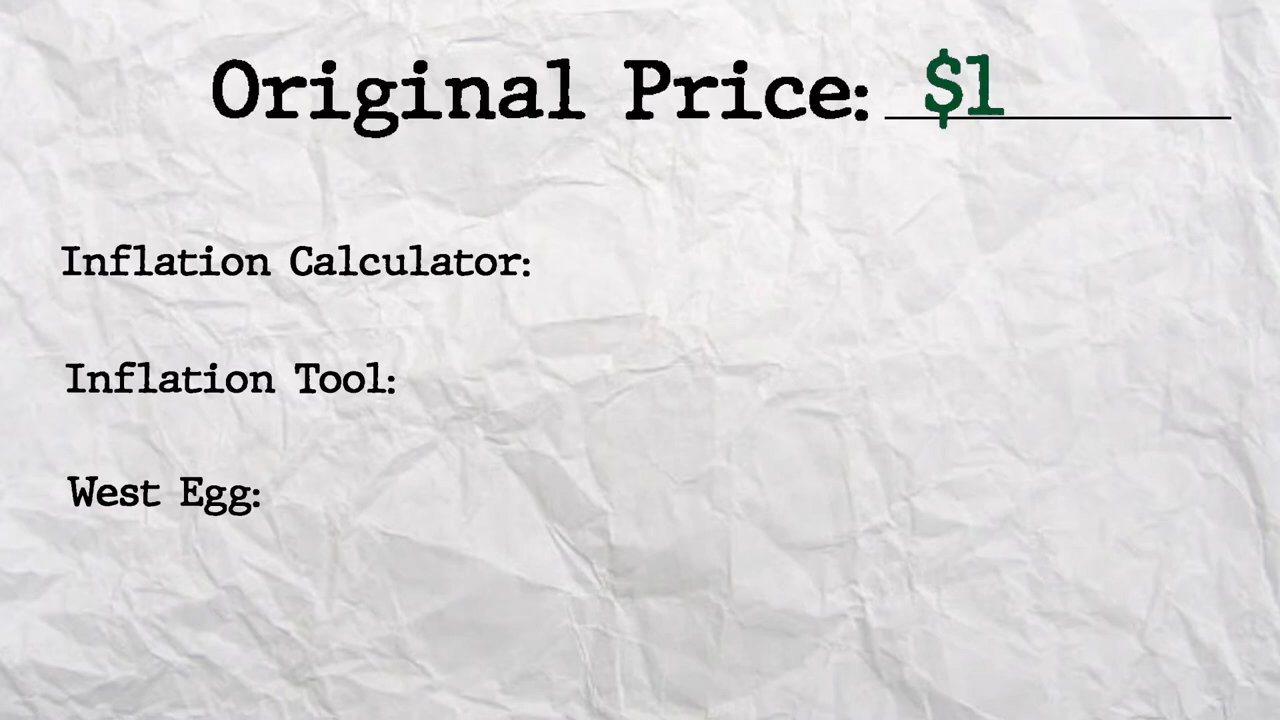 Original Price: $1
Inflation Calculator:
Inflation Tool:
West Egg: